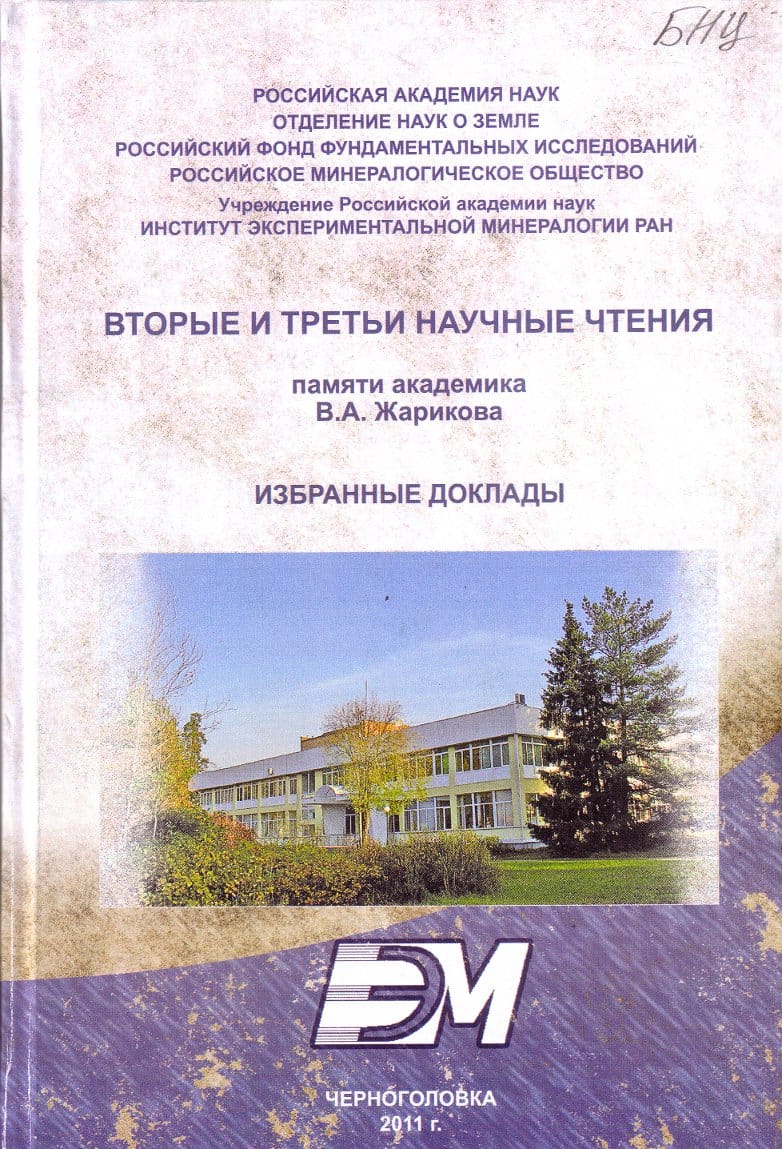 БНЦ
РОССИЙСКАЯ АКАДЕМИЯ НАУК
ОТДЕЛЕНИЕ НАУК О ЗЕМЛЕ
РОССИЙСКИЙ ФОНД ФУНДАМЕНТАЛЬНЫХ ИССЛЕДОВАНИЙ
РОССИЙСКОЕ МИНЕРАЛОГИЧЕСКОЕ ОБЩЕСТВО
Учреждение Российской академии наук
ИНСТИТУТ ЭКСПЕРИМЕНТАЛЬНОЙ МИНЕРАЛОГИИ РАН
ВТОРЫЕ И ТРЕТЬИ НАУЧНЫЕ ЧТЕНИЯ
памяти академика
В.А. Жарикова
ИЗБРАННЫЕ ДОКЛАДЫ
ЭМ
ЧЕРНОГОЛОВКА
2011 г.